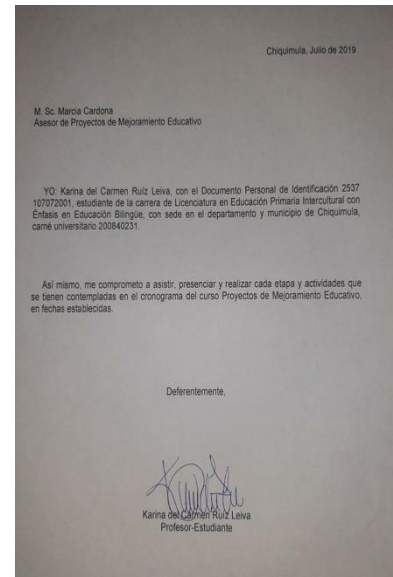 Chiquimula, Julio de 2019
M. Sc. Marcia Cardona
Asesor de Proyectos de Mejoramiento Educativo
YO: Karina del Carmen Ruiz Leiva, con el Documento Personal de Identificación 2537
107072001, estudiante de la carrera de Licenciatura en Educación Primaria Intercultural con
Énfasis en Educación Bilingüe, con sede en el departamento y municipio de Chiquimula,
carné universitario 200840231.
Así mismo, me comprometo a asistir, presenciar y realizar cada etapa y actividades que
se tienen contempladas en el cronograma del curso Proyectos de Mejoramiento Educativo,
en fechas establecidas.
Deferentemente,
Karina del Carmen Ruiz Leiva
Profesor-Estudiante